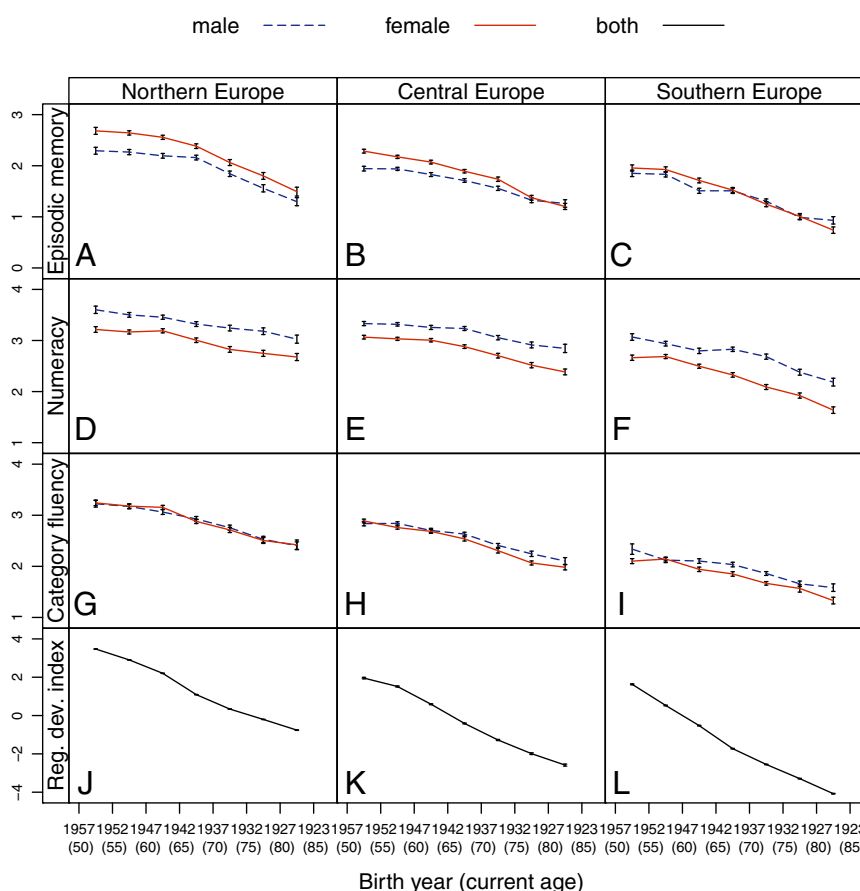 male female both
Northern Europe Central Europe Southern Europe
Episodic memory
3
2
1
0
A B C
Numeracy
4
3
2
1
D E F
Category fluency
4
3
2
1
G H I
Reg. dev. index
4
2
0
−2
−4
J K L
1957 1952 1947 1942 1937 1932 1927 1923 1957 1952 1947 1942 1937 1932 1927 1923 1957 1952 1947 1942 1937 1932 1927 1923
(50) (55) (60) (65) (70) (75) (80) (85) (50) (55) (60) (65) (70) (75) (80) (85) (50) (55) (60) (65) (70) (75) (80) (85)
Birth year (current age)